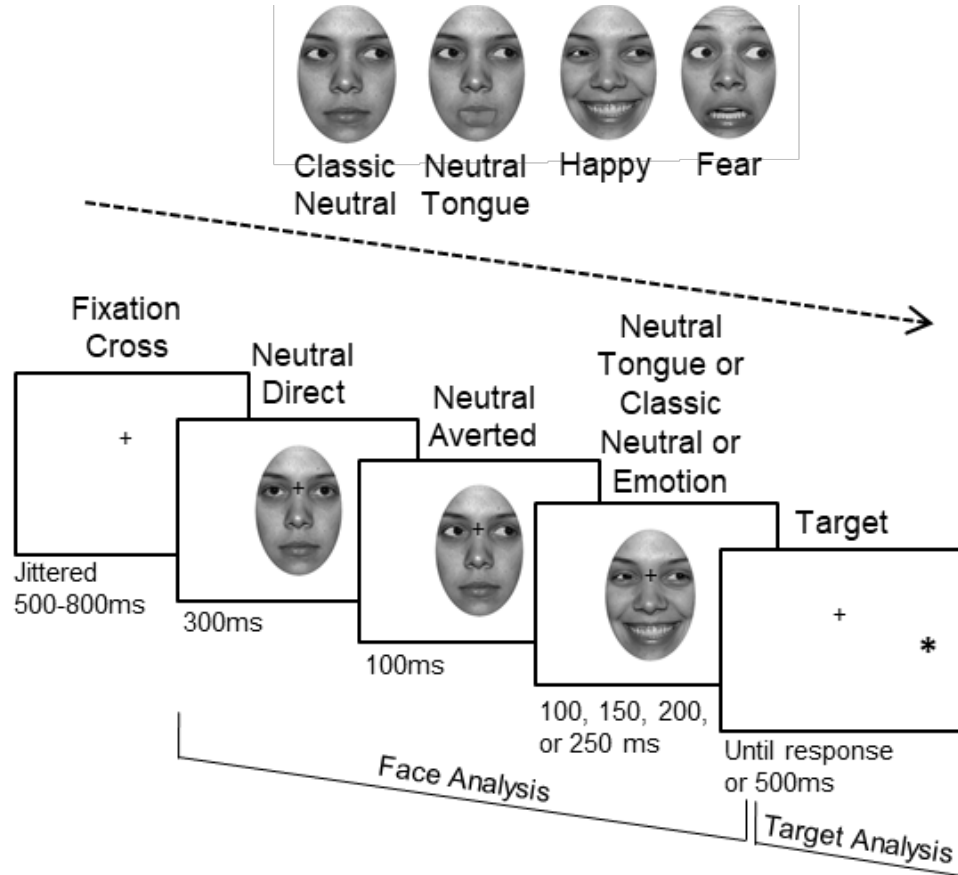 Classic
Neutral
Neutral
Tongue
Happy
Fear
Fixation
Cross
Neutral
Direct
Neutral
Averted
Neutral
Tongue or
Classic
Neutral or
Emotion
Target
+
+
+
+
+
*
Jittered
500-800ms
300ms
100ms
100, 150, 200,
or 250 ms
Until response
or 500ms
Face Analysis
Target Analysis